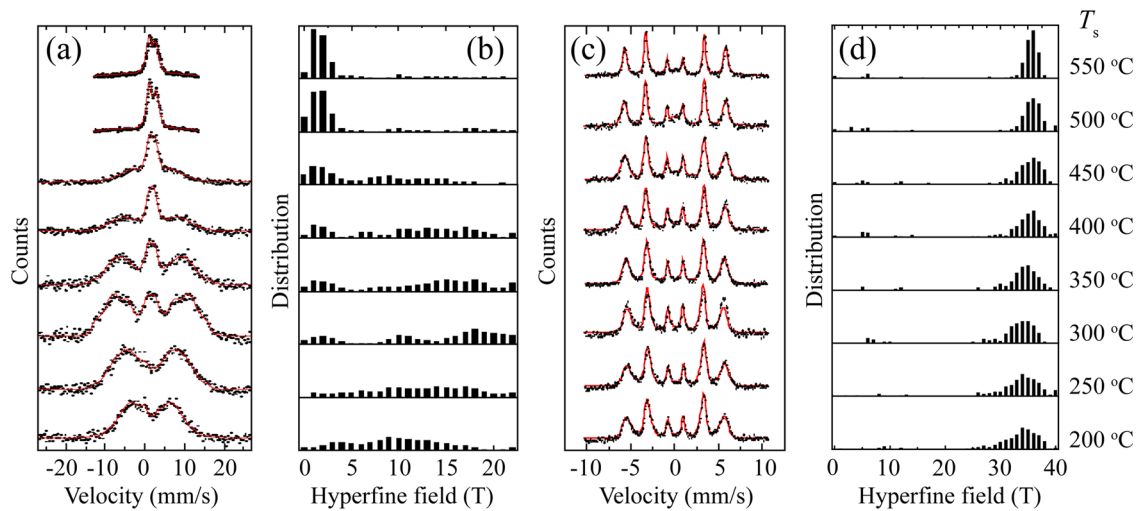 (a)
(b)
(c)
(d)
Ts
550 °C
500 °C
450 °C
400 °C
350 °C
300 °C
250 °C
200 °C
Counts
Distribution
Counts
Distribution
-20 -10 0 10 20
0 5 10 15 20
-10 -5 0 5 10
0 10 20 30 40
Velocity (mm/s)
Hyperfine field (T)
Velocity (mm/s)
Hyperfine field (T)